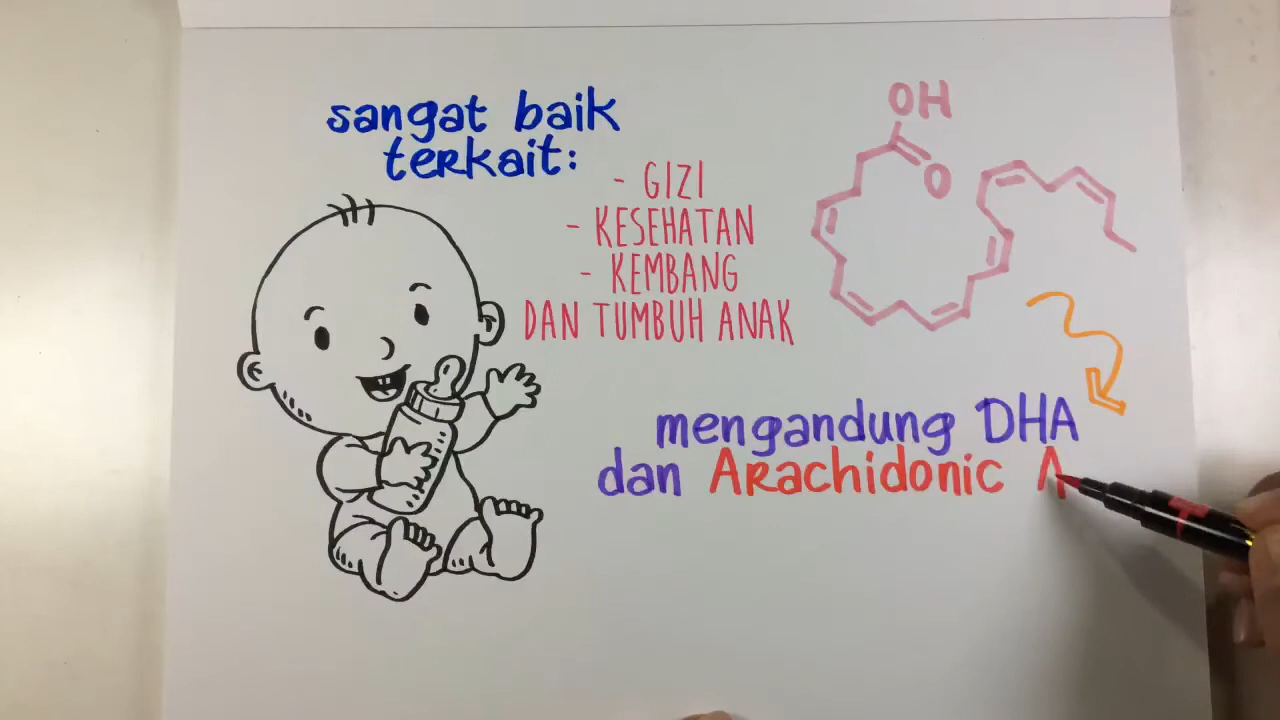 sangat baik
terkait:
- GIZI
- KESEHATAN
- KEMBANG
DAN TUMBUH ANAK
OH
O
mengandung DHA
dan Arachidonic A